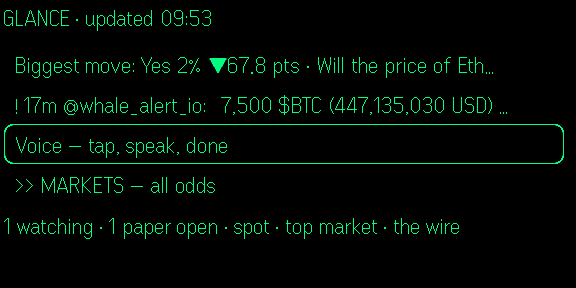 GLANCE · updated 09:53
Biggest move: Yes 2% ▼67.8 pts · Will the price of Eth…
! 17m @whale_alert_io: 7,500 $BTC (447,135,030 USD) …
Voice — tap, speak, done
>> MARKETS — all odds
1 watching · 1 paper open · spot · top market · the wire